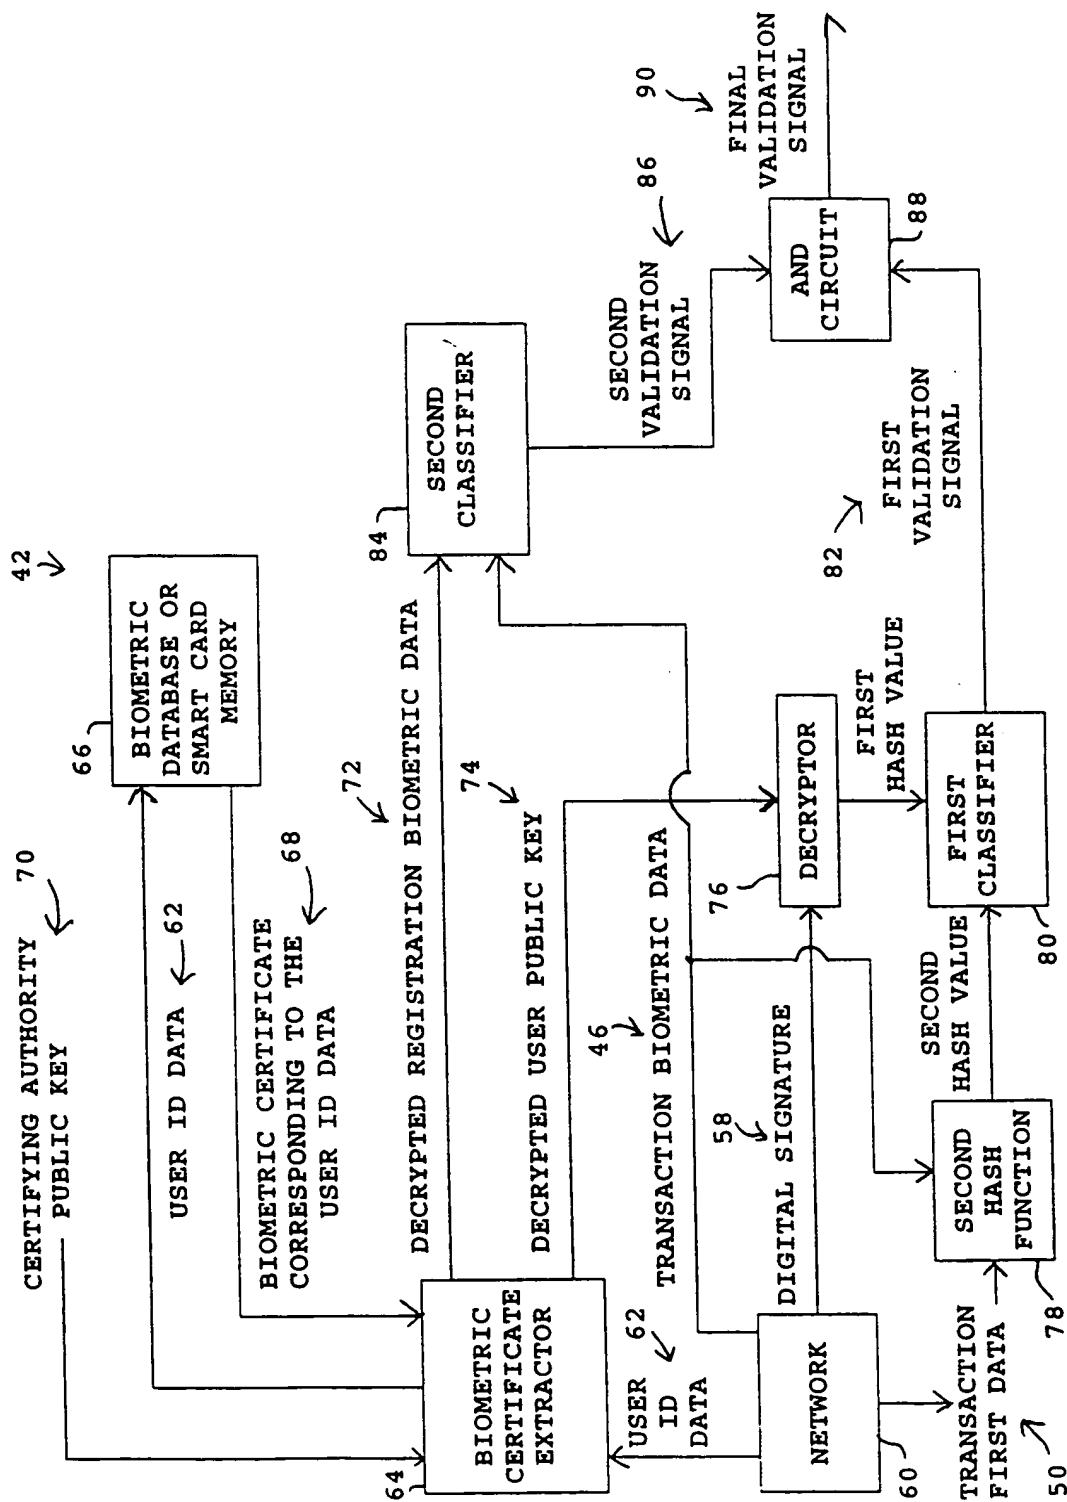 42
70
CERTIFYING AUTHORITY
PUBLIC KEY
66
BIOMETRIC
DATABASE OR
SMART CARD
MEMORY
USER ID DATA
62
68
BIOMETRIC CERTIFICATE
CORRESPONDING TO THE
USER ID DATA
72
DECRYPTED REGISTRATION BIOMETRIC DATA
84
SECOND
CLASSIFIER
64
BIOMETRIC
CERTIFICATE
EXTRACTOR
74
DECRYPTED USER PUBLIC KEY
46
TRANSACTION BIOMETRIC DATA
SECOND
VALIDATION
SIGNAL
86
90
FINAL
VALIDATION
SIGNAL
USER
ID
DATA
62
58
DIGITAL SIGNATURE
76
DECRYPTOR
AND
CIRCUIT
88
NETWORK
60
FIRST
HASH VALUE
82
FIRST
VALIDATION
SIGNAL
SECOND
HASH VALUE
FIRST
CLASSIFIER
80
TRANSACTION
FIRST DATA
50
SECOND
HASH
FUNCTION
78